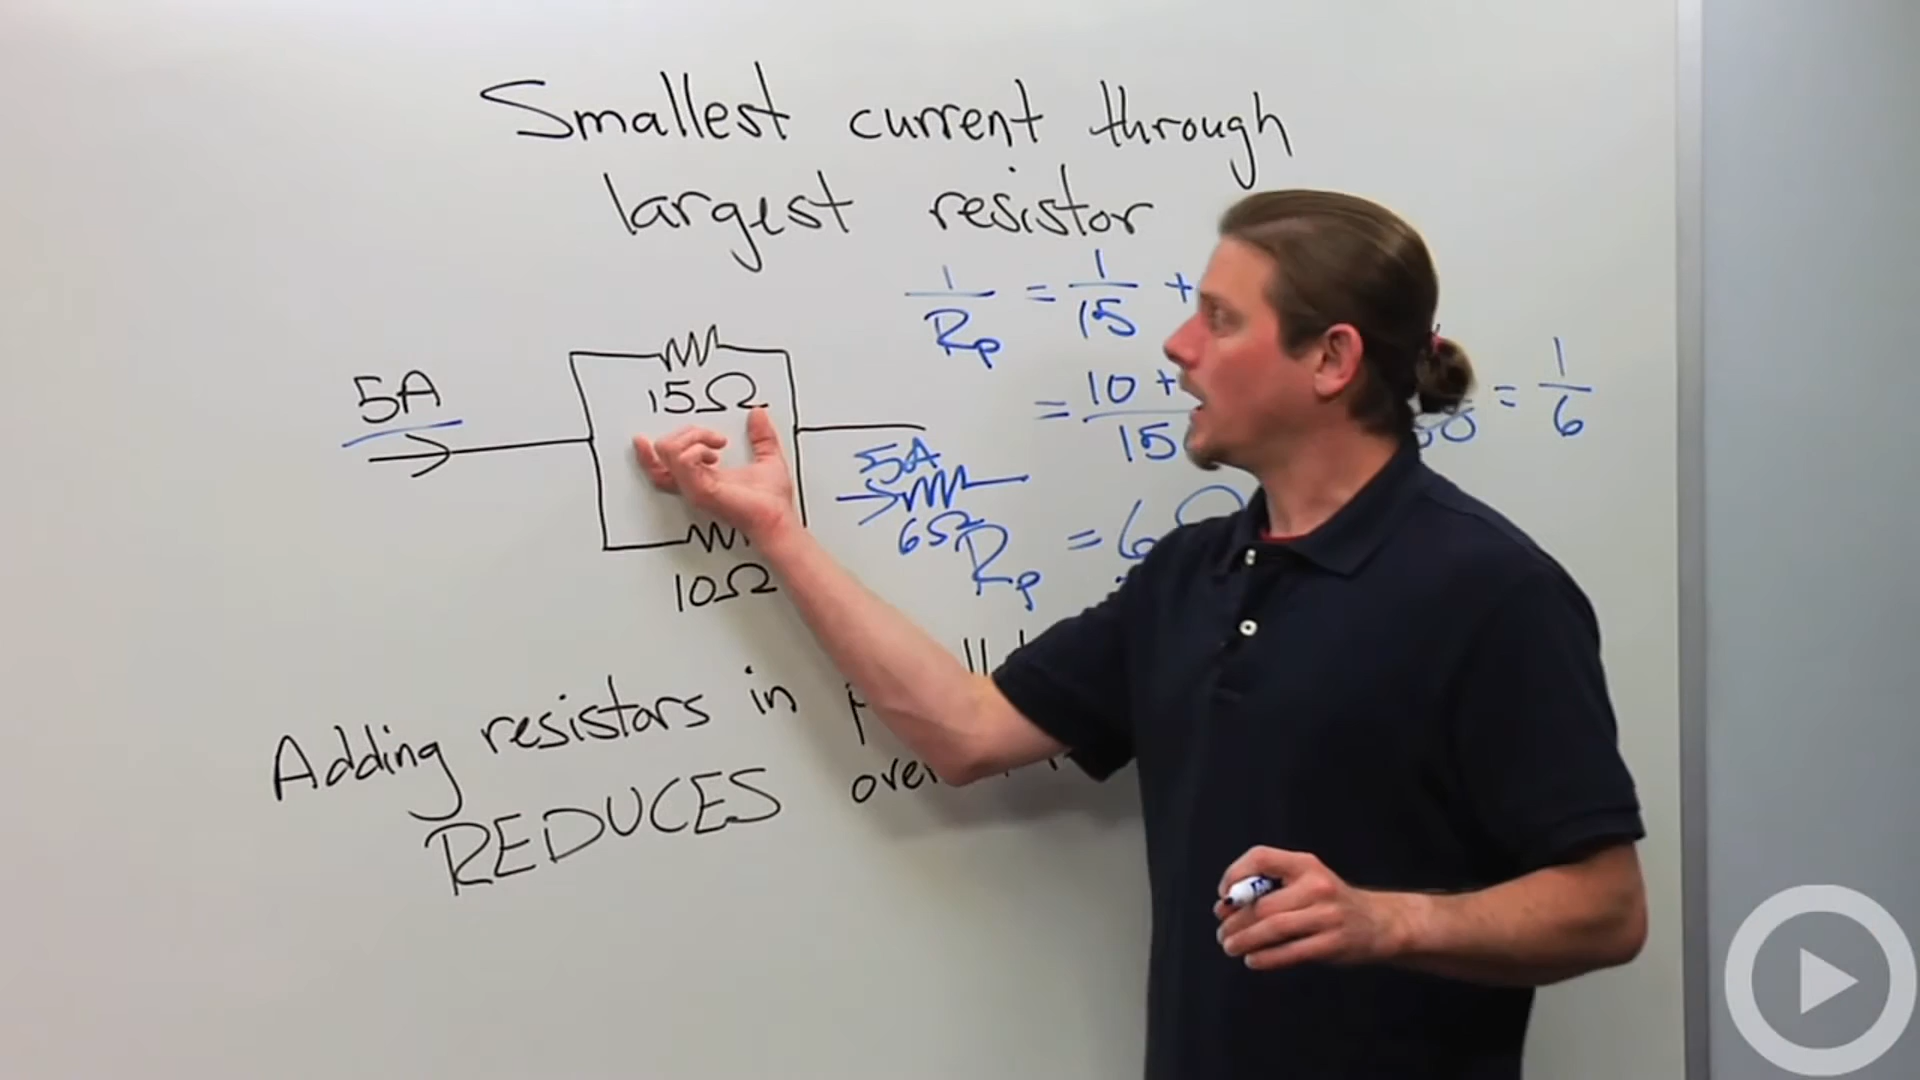 Smallest current through
largest resistor
1/Rp = 1/15 +
= 10 + / 15 = 1/6
5A
15Ω
10Ω
5A
6Ω
Rp = 6Ω
Adding resistors in
REDUCES